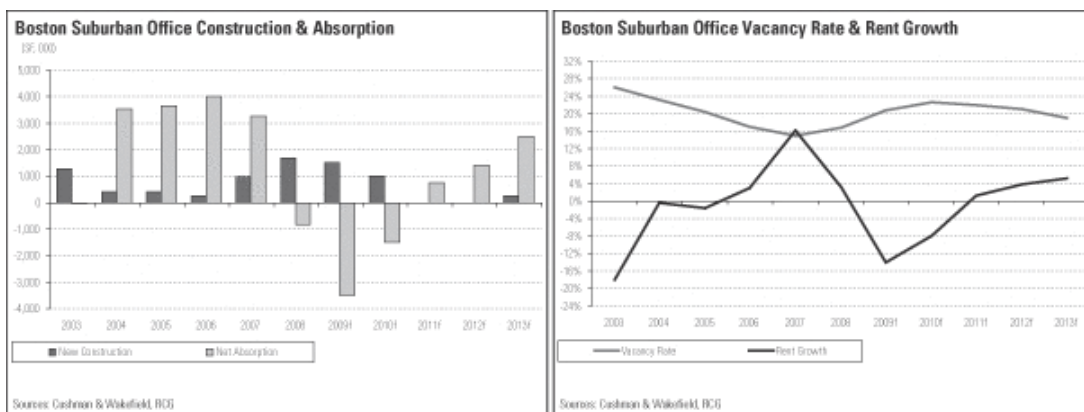 Boston Suburban Office Construction & Absorption
(SF, 000)
5,000
4,000
3,000
2,000
1,000
0
-1,000
-2,000
-3,000
-4,000
2003 2004 2005 2006 2007 2008 2009f 2010f 2011f 2012f 2013f
New Construction Net Absorption
Sources: Cushman & Wakefield, RCG
Boston Suburban Office Vacancy Rate & Rent Growth
32%
28%
24%
20%
16%
12%
8%
4%
0%
-4%
-8%
-12%
-16%
-20%
-24%
2003 2004 2005 2006 2007 2008 2009f 2010f 2011f 2012f 2013f
Vacancy Rate Rent Growth
Sources: Cushman & Wakefield, RCG